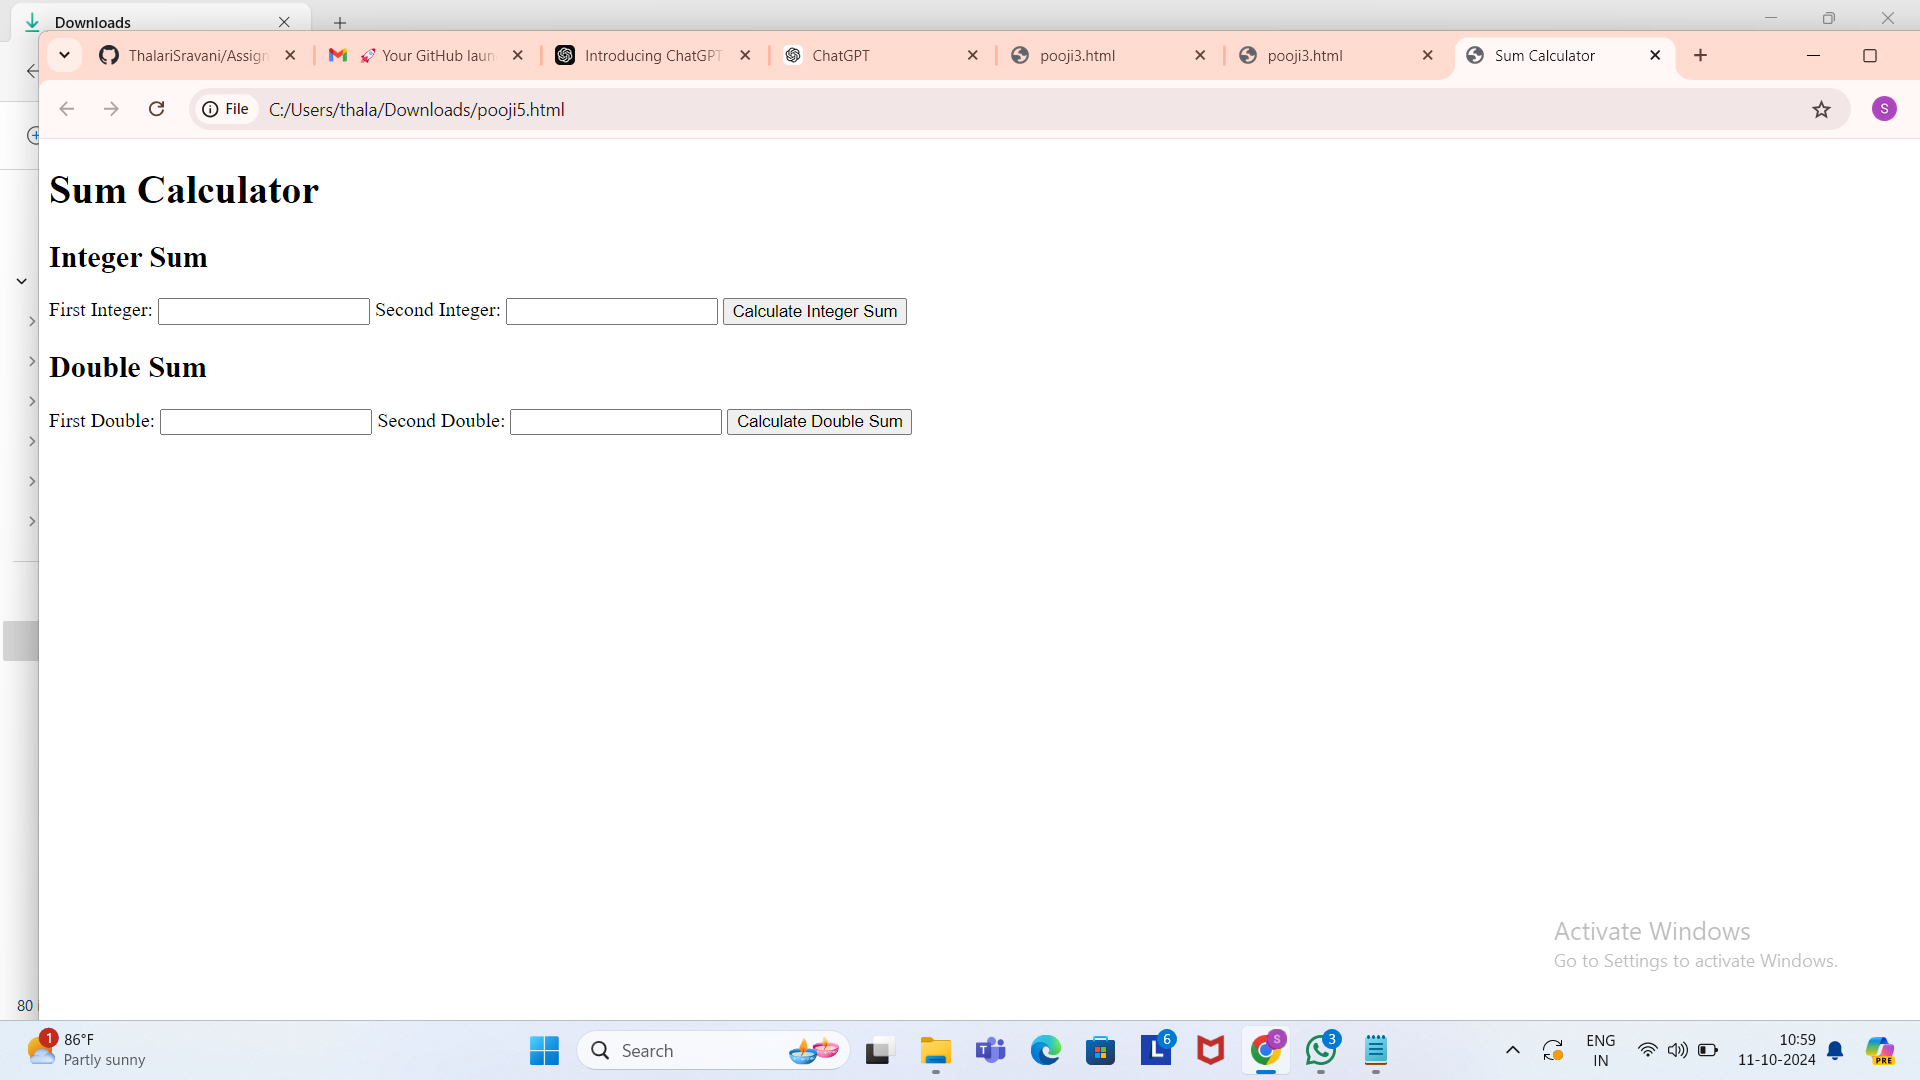 Downloads
ThalariSravani/Assign
🚀 Your GitHub laun
Introducing ChatGPT
ChatGPT
pooji3.html
pooji3.html
Sum Calculator
File
C:/Users/thala/Downloads/pooji5.html
S
Sum Calculator
Integer Sum
First Integer: Second Integer: Calculate Integer Sum
Double Sum
First Double: Second Double: Calculate Double Sum
Activate Windows
Go to Settings to activate Windows.
80
1
86°F
Partly sunny
Search
T
L
6
S
3
ENG
IN
10:59
11-10-2024
PRE